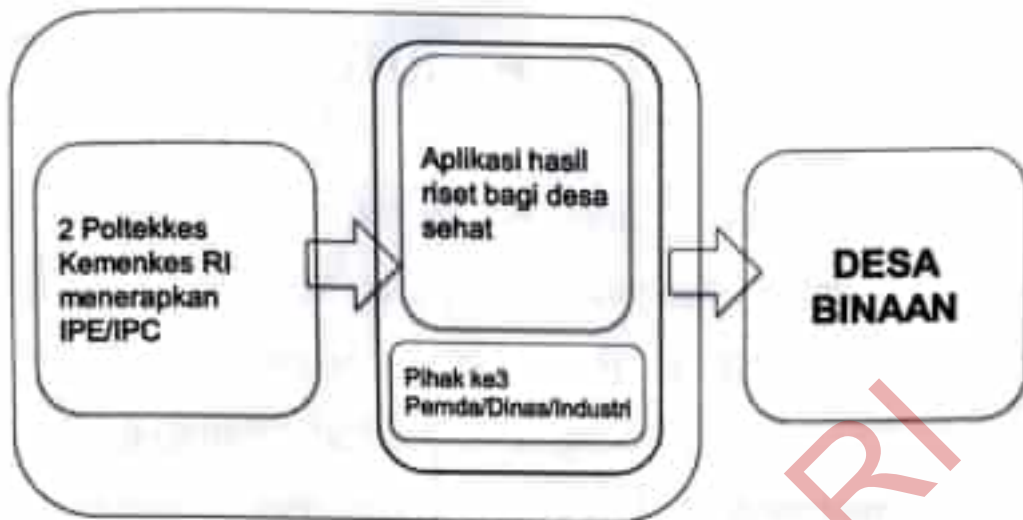 2 Poltekkes
Kemenkes RI
menerapkan
IPE/IPC
Aplikasi hasil
riset bagi desa
sehat
Pihak ke3
Pemda/Dinas/Industri
DESA
BINAAN
RI